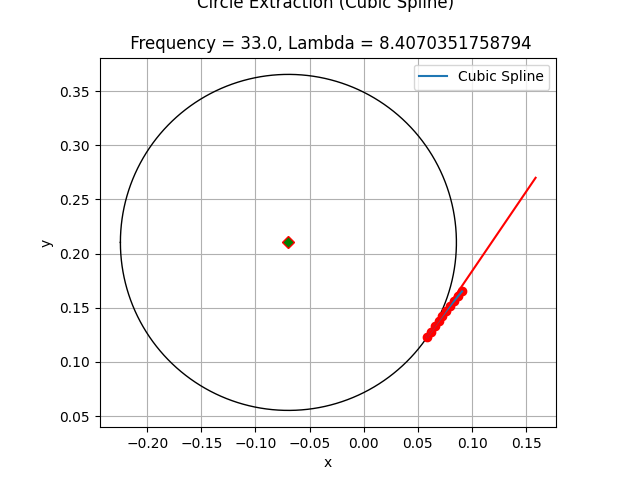 Circle Extraction (Cubic Spline)
Frequency = 33.0, Lambda = 8.4070351758794
Cubic Spline
0.35
0.30
0.25
0.20
0.15
0.10
0.05
y
−0.20 −0.15 −0.10 −0.05 0.00 0.05 0.10 0.15
x